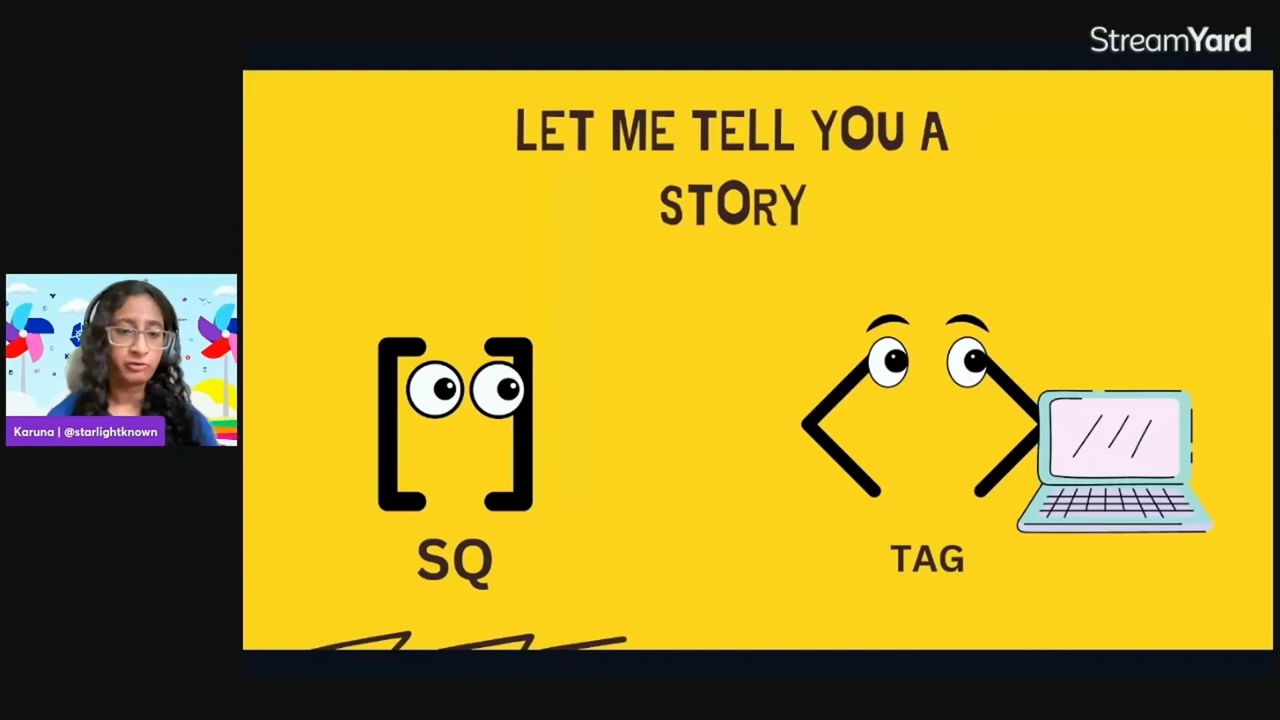 StreamYard
LET ME TELL YOU A
STORY
SQ
TAG
Karuna | @starlightknown